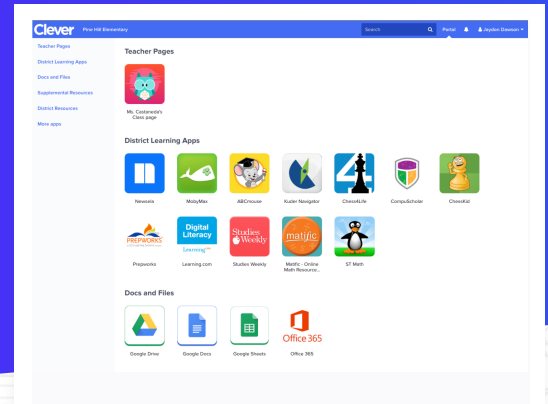 Clever Pine Hill Elementary Search Portal Jayden Dawson
Teacher Pages
District Learning Apps
Docs and Files
Supplemental Resources
District Resources
More apps
Teacher Pages
Ms. Castaneda's
Class page
District Learning Apps
4
Newsela MobyMax ABCmouse Kuder Navigator Chess4Life CompuScholar ChessKid
PREPWORKS
Digital
Literacy
Learning
Studies
Weekly
matific
Prepworks Learning.com Studies Weekly Matific - Online
Math Resource...
ST Math
Docs and Files
Office 365
Google Drive Google Docs Google Sheets Office 365